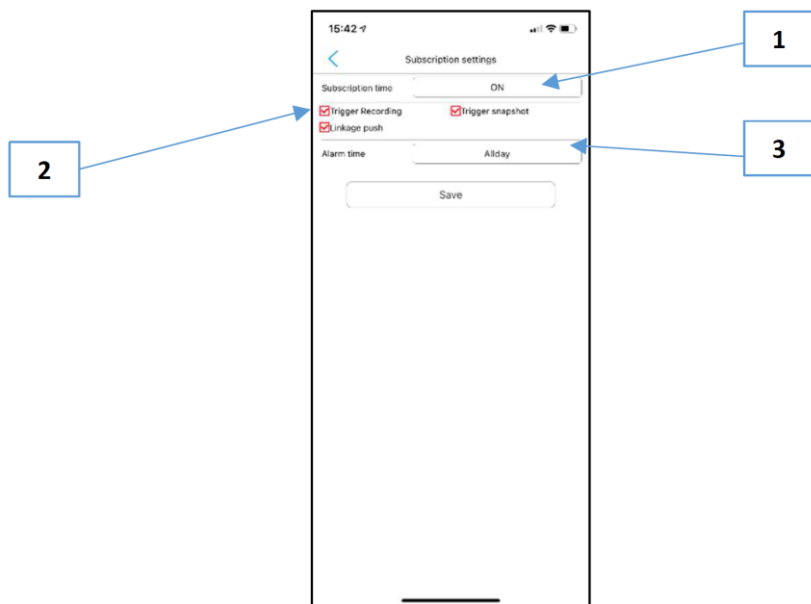 15:42
Subscription settings
1
Subscription time ON
Trigger Recording Trigger snapshot
Linkage push
2
Alarm time Allday
3
Save